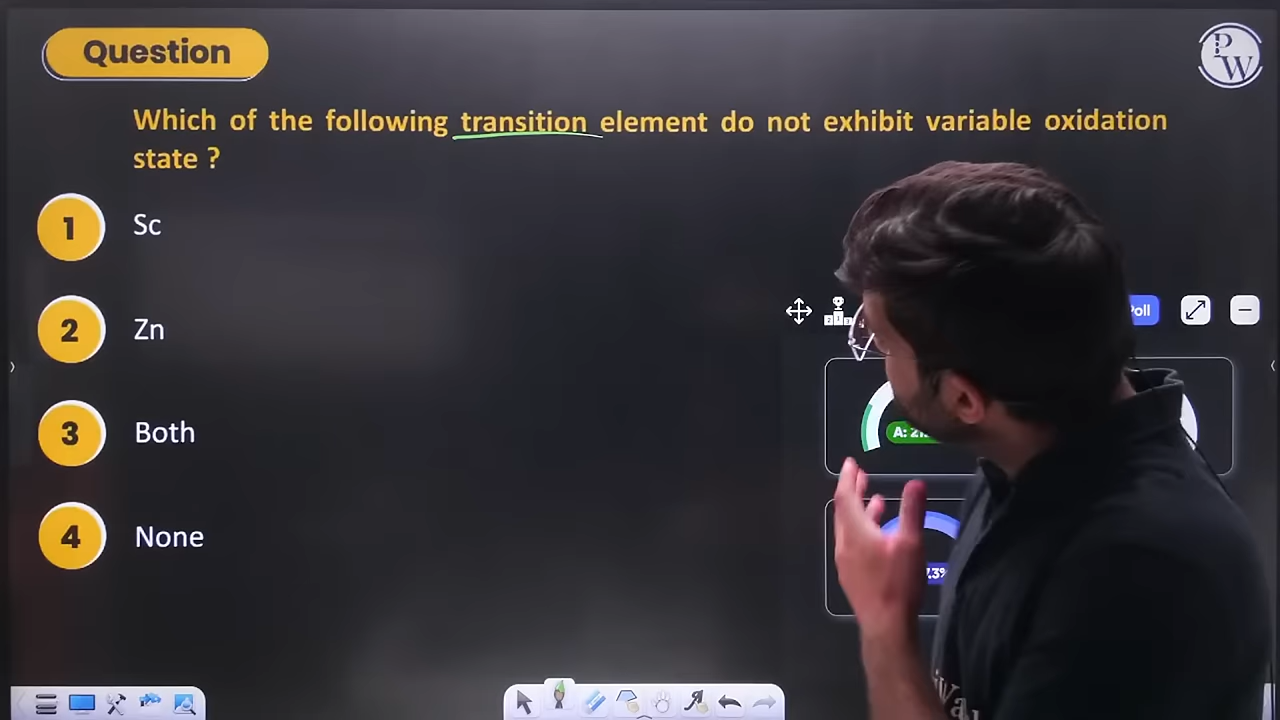 Question
PW
Which of the following transition element do not exhibit variable oxidation
state ?
1 Sc
2 Zn
3 Both
4 None